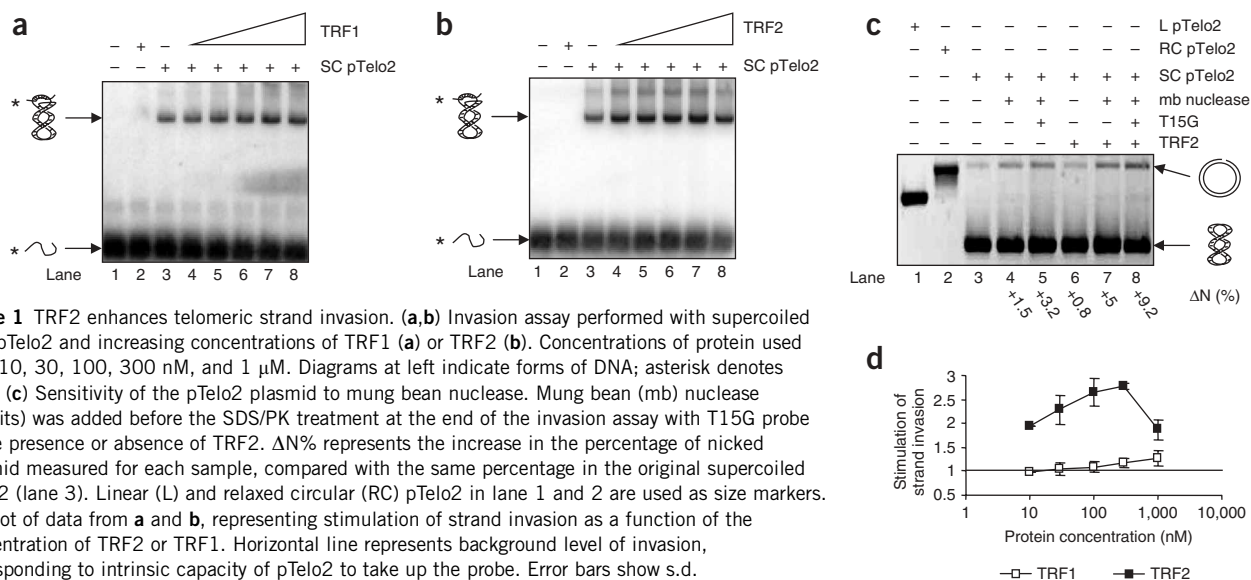 a
TRF1
– + – 
SC pTelo2
– – + + + + + +
*
*
Lane 1 2 3 4 5 6 7 8
b
TRF2
– + –
SC pTelo2
– – + + + + + +
*
*
Lane 1 2 3 4 5 6 7 8
c
+ – – – – – – – L pTelo2
– + – – – – – – RC pTelo2
– – + + + + + + SC pTelo2
– – – + + – + + mb nuclease
– – – – + – – + T15G
– – – – – + + + TRF2
Lane 1 2 3 4 5 6 7 8
+1.5 +3.2 +0.8 +5 +9.2 ΔN (%)
e 1 TRF2 enhances telomeric strand invasion. (a,b) Invasion assay performed with supercoiled
pTelo2 and increasing concentrations of TRF1 (a) or TRF2 (b). Concentrations of protein used
10, 30, 100, 300 nM, and 1 μM. Diagrams at left indicate forms of DNA; asterisk denotes
(c) Sensitivity of the pTelo2 plasmid to mung bean nuclease. Mung bean (mb) nuclease
its) was added before the SDS/PK treatment at the end of the invasion assay with T15G probe
e presence or absence of TRF2. ΔN% represents the increase in the percentage of nicked
id measured for each sample, compared with the same percentage in the original supercoiled
2 (lane 3). Linear (L) and relaxed circular (RC) pTelo2 in lane 1 and 2 are used as size markers.
ot of data from a and b, representing stimulation of strand invasion as a function of the
entration of TRF2 or TRF1. Horizontal line represents background level of invasion,
sponding to intrinsic capacity of pTelo2 to take up the probe. Error bars show s.d.
d
Stimulation of
strand invasion
3
2.5
2
1.5
1
0.5
1 10 100 1,000 10,000
Protein concentration (nM)
TRF1 TRF2